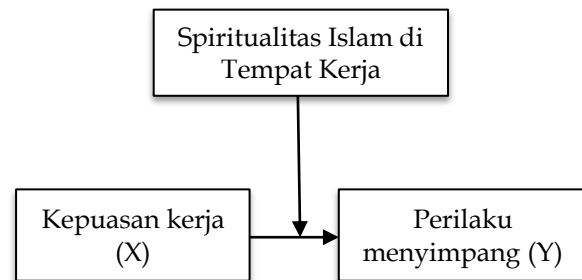 Spiritualitas Islam di
Tempat Kerja
Kepuasan kerja
(X)
Perilaku
menyimpang (Y)